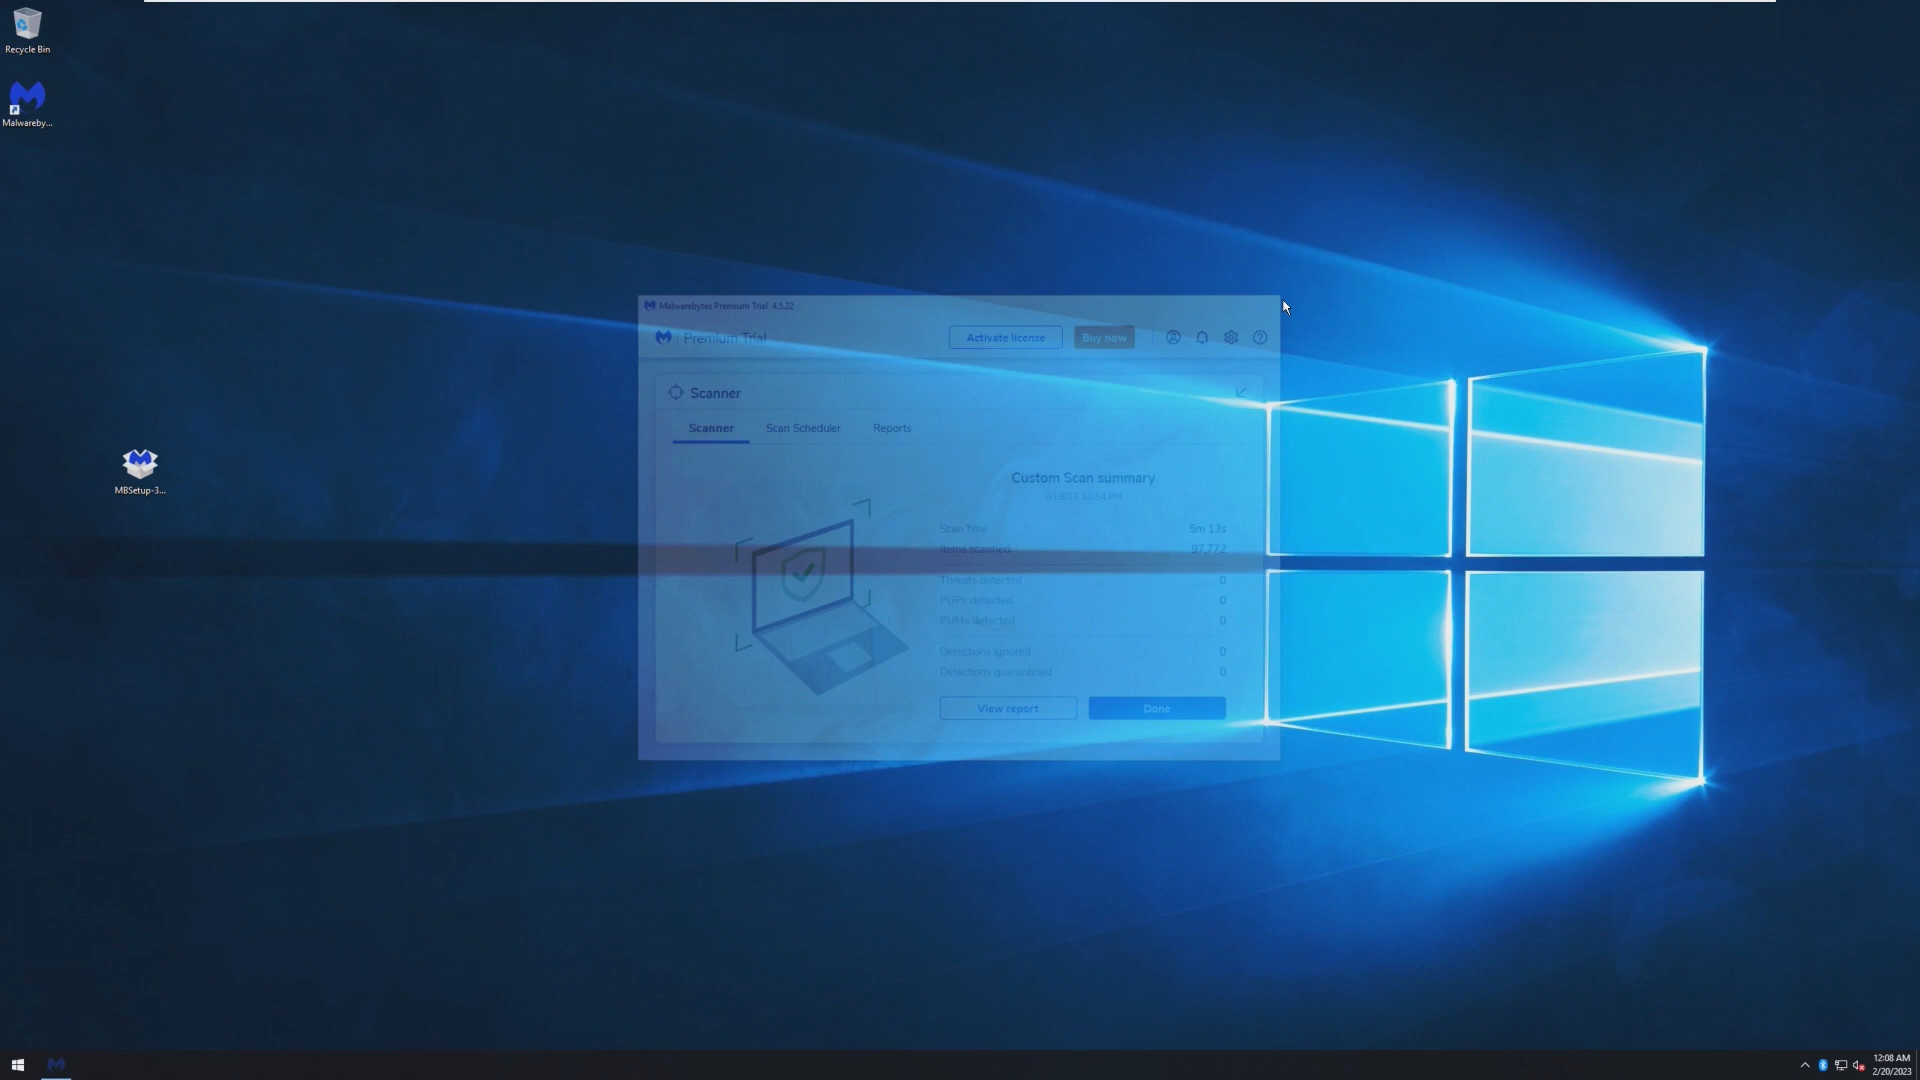 Recycle Bin
Malwareby...
MBSetup-3...
Malwarebytes Premium Trial 4.5.22
Premium Trial
Activate license
Buy now
Scanner
Scanner
Scan Scheduler
Reports
Custom Scan summary
2/19/23 10:54 PM
Scan time
5m 13s
Items scanned
97,772
Threats detected
0
PUPs detected
0
PUMs detected
0
Detections ignored
0
Detections quarantined
0
View report
Done
12:08 AM
2/20/2023